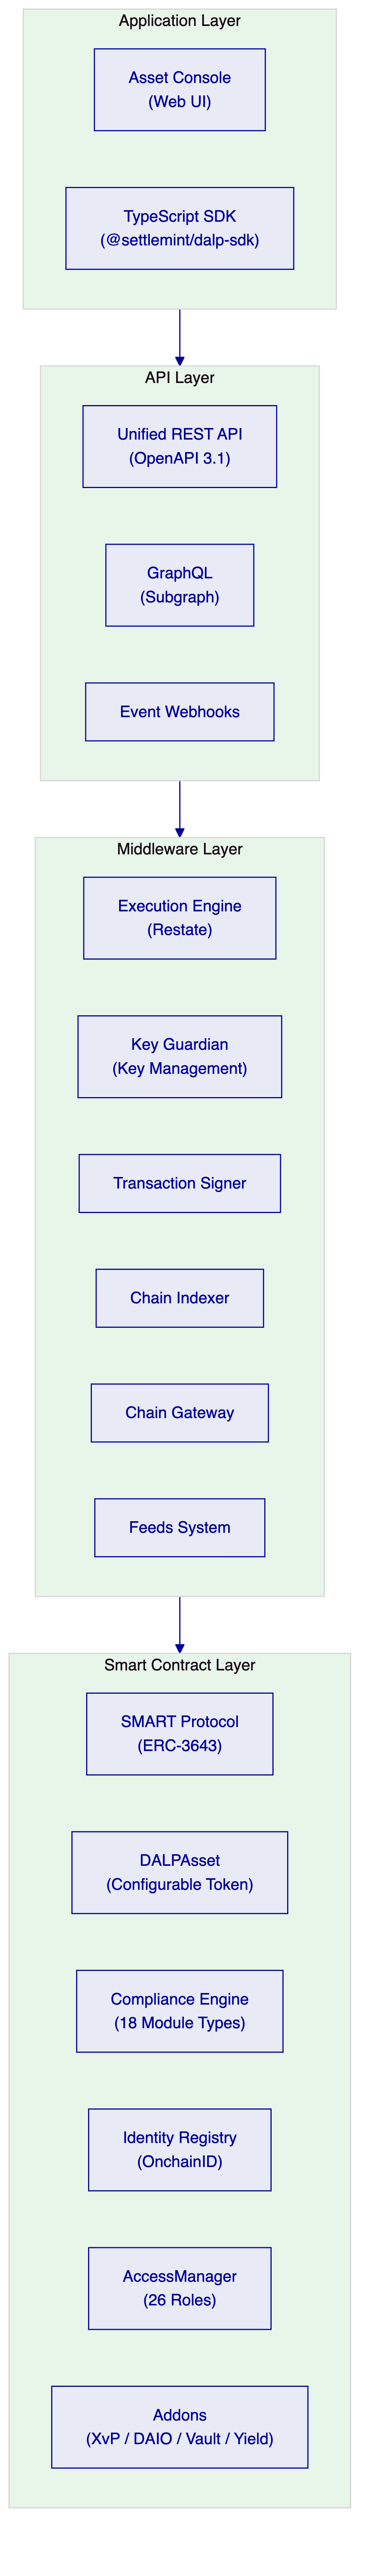 Application Layer
Asset Console
(Web UI)
TypeScript SDK
(@settlemint/dalp-sdk)
API Layer
Unified REST API
(OpenAPI 3.1)
GraphQL
(Subgraph)
Event Webhooks
Middleware Layer
Execution Engine
(Restate)
Key Guardian
(Key Management)
Transaction Signer
Chain Indexer
Chain Gateway
Feeds System
Smart Contract Layer
SMART Protocol
(ERC-3643)
DALPAsset
(Configurable Token)
Compliance Engine
(18 Module Types)
Identity Registry
(OnchainID)
AccessManager
(26 Roles)
Addons
(XvP / DAIO / Vault / Yield)